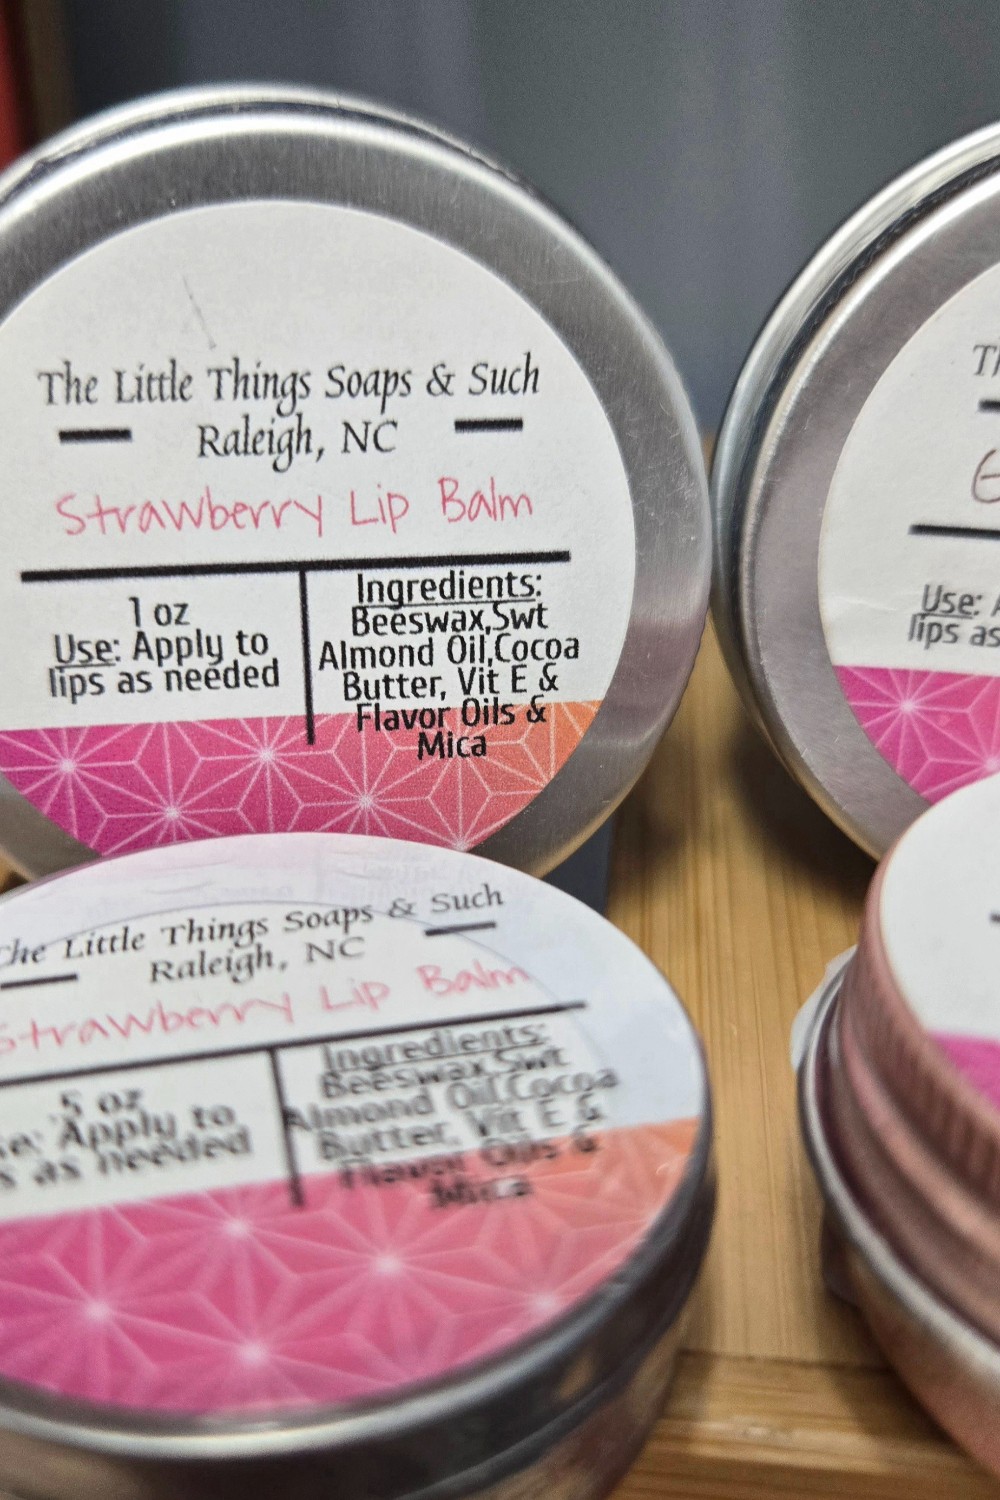 The Little Things Soaps & Such
Raleigh, NC
Strawberry Lip Balm
1 oz
Use: Apply to
lips as needed
Ingredients:
Beeswax,Swt
Almond Oil,Cocoa
Butter, Vit E &
Flavor Oils &
Mica
Use:
lips as
The Little Things Soaps & Such
Raleigh, NC
Strawberry Lip Balm
5 oz
Apply to
as needed
Ingredients:
Beeswax,Swt
Almond Oil,Cocoa
Butter, Vit E &
Flavor Oils &
Mica